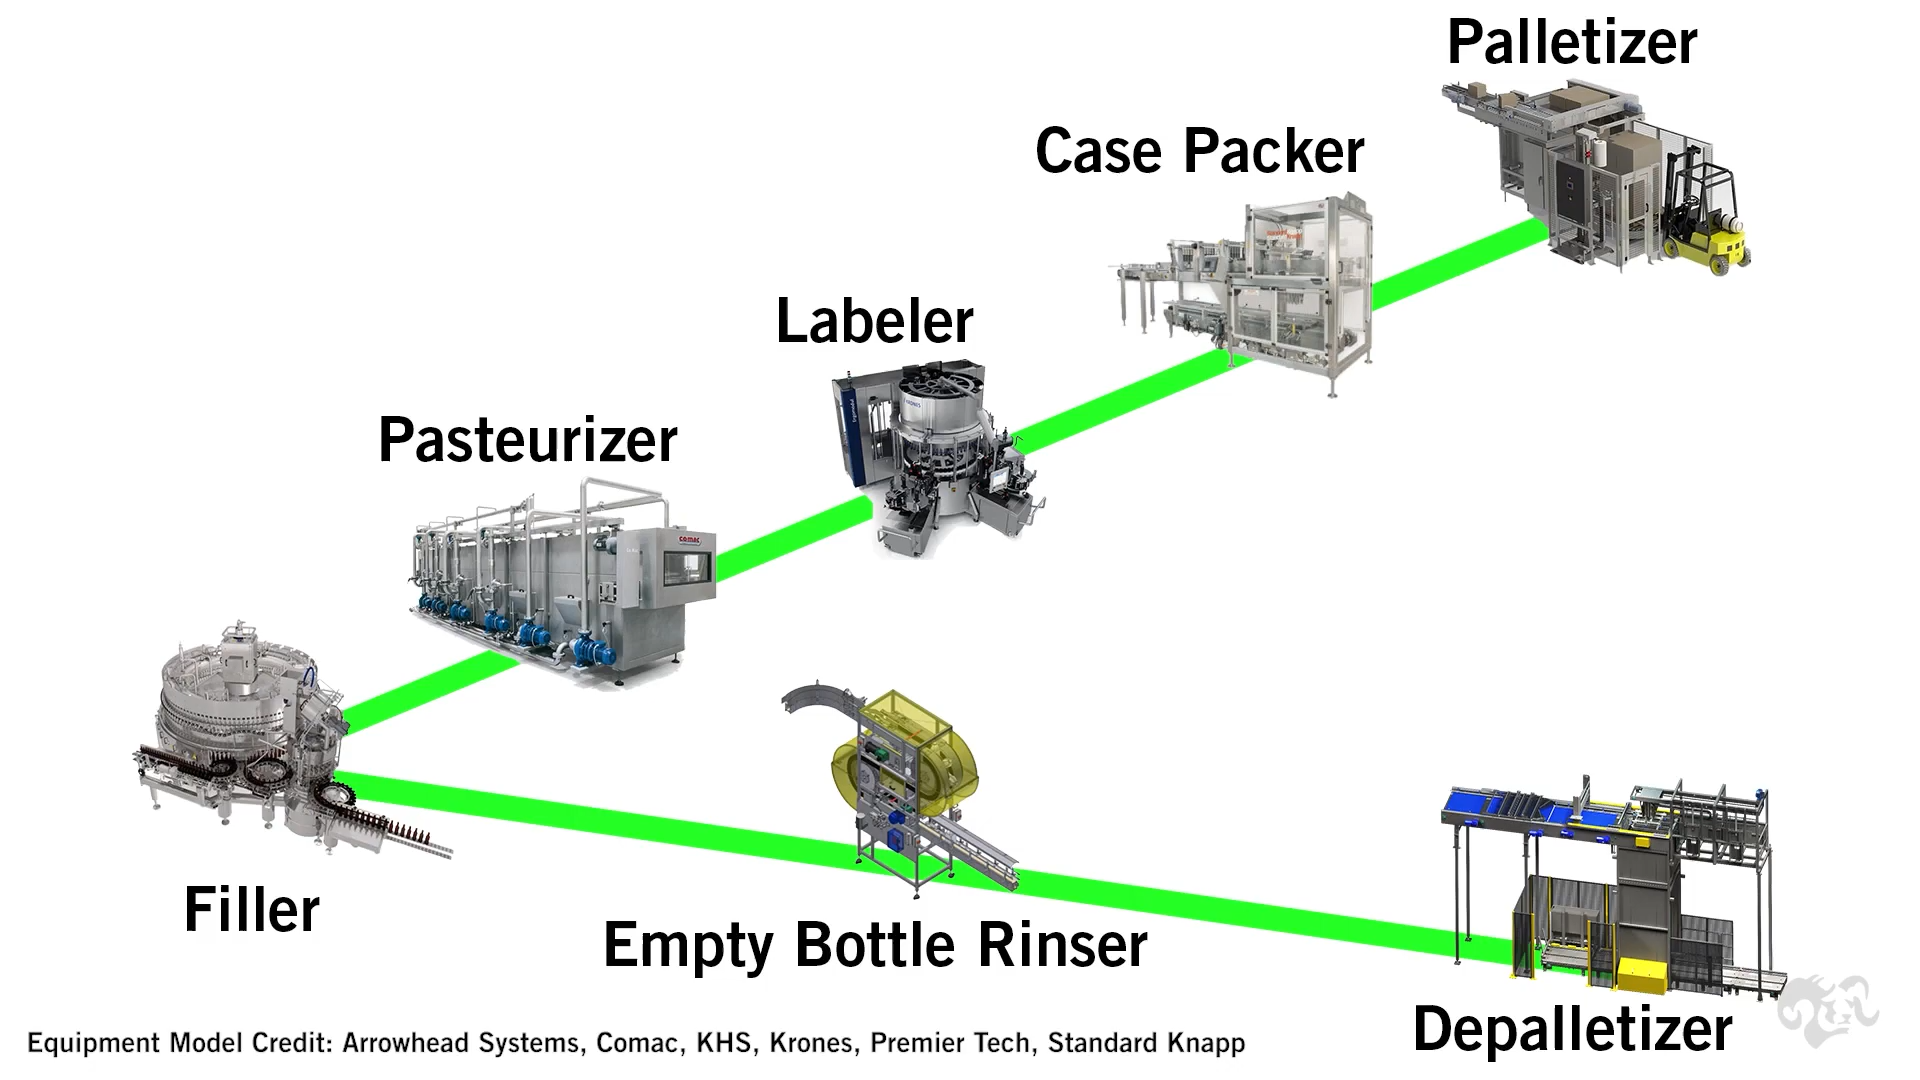 Palletizer
Case Packer
Labeler
Pasteurizer
comac
Filler
Empty Bottle Rinser
Depalletizer
Equipment Model Credit: Arrowhead Systems, Comac, KHS, Krones, Premier Tech, Standard Knapp